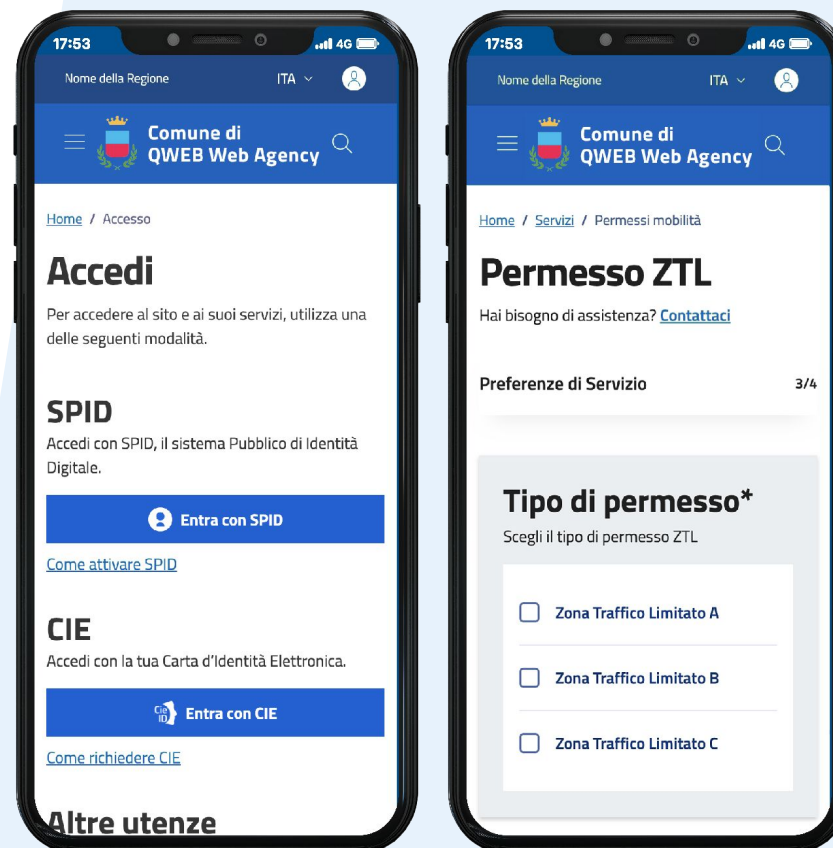 17:53
4G
Nome della Regione
ITA
Comune di
QWEB Web Agency
Home / Accesso
Accedi
Per accedere al sito e ai suoi servizi, utilizza una
delle seguenti modalità.
SPID
Accedi con SPID, il sistema Pubblico di Identità
Digitale.
Entra con SPID
Come attivare SPID
CIE
Accedi con la tua Carta d'Identità Elettronica.
Cie
ID
Entra con CIE
Come richiedere CIE
Altre utenze
17:53
4G
Nome della Regione
ITA
Comune di
QWEB Web Agency
Home / Servizi / Permessi mobilità
Permesso ZTL
Hai bisogno di assistenza? Contattaci
Preferenze di Servizio 3/4
Tipo di permesso*
Scegli il tipo di permesso ZTL
Zona Traffico Limitato A
Zona Traffico Limitato B
Zona Traffico Limitato C